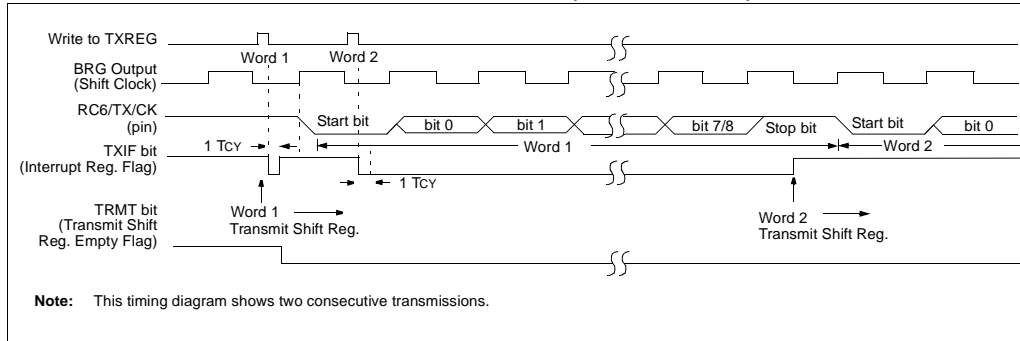 Write to TXREG
Word 1 Word 2
BRG Output
(Shift Clock)
RC6/TX/CK
(pin)
Start bit bit 0 bit 1 bit 7/8 Stop bit Start bit bit 0
Word 1 Word 2
1 TCY
TXIF bit
(Interrupt Reg. Flag)
1 TCY
TRMT bit
(Transmit Shift
Reg. Empty Flag)
Word 1
Transmit Shift Reg.
Word 2
Transmit Shift Reg.
Note: This timing diagram shows two consecutive transmissions.